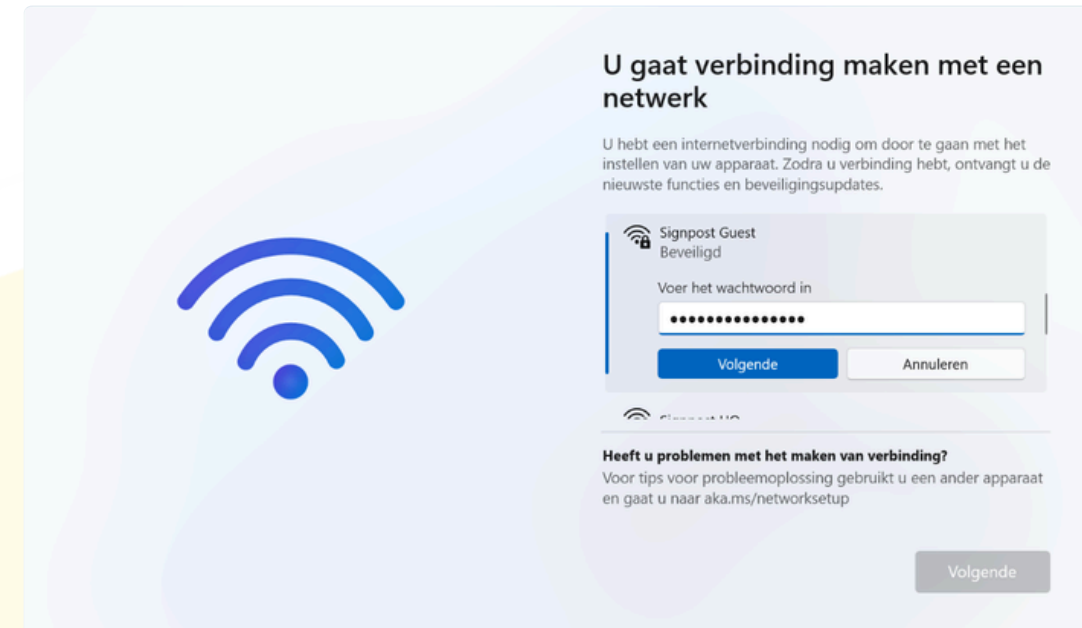 U gaat verbinding maken met een
netwerk
U hebt een internetverbinding nodig om door te gaan met het
instellen van uw apparaat. Zodra u verbinding hebt, ontvangt u de
nieuwste functies en beveiligingsupdates.
Signpost Guest
Beveiligd
Voer het wachtwoord in
•••••••••••••••
Volgende Annuleren
Signpost HQ
Heeft u problemen met het maken van verbinding?
Voor tips voor probleemoplossing gebruikt u een ander apparaat
en gaat u naar aka.ms/networksetup
Volgende